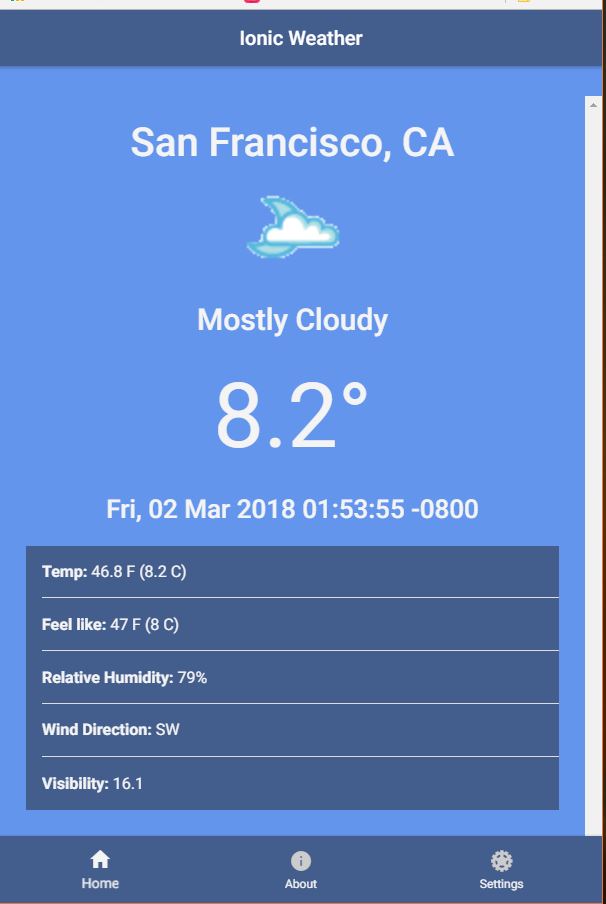 Ionic Weather
San Francisco, CA
Mostly Cloudy
8.2°
Fri, 02 Mar 2018 01:53:55 -0800
Temp: 46.8 F (8.2 C)
Feel like: 47 F (8 C)
Relative Humidity: 79%
Wind Direction: SW
Visibility: 16.1
Home
About
Settings